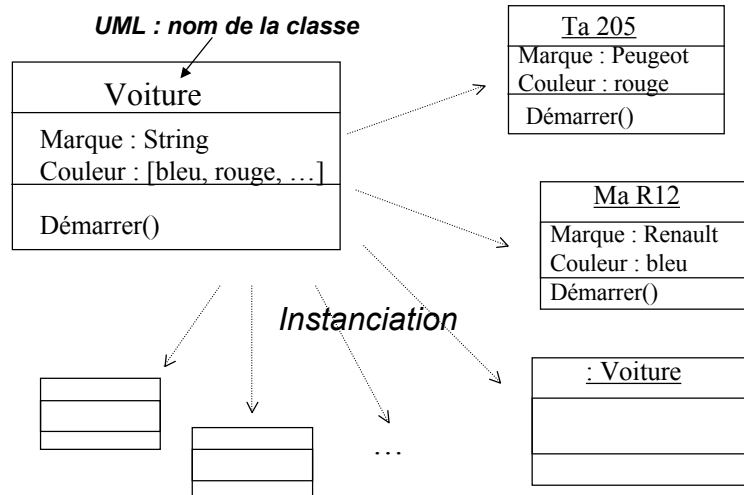 UML : nom de la classe
Voiture
Marque : String
Couleur : [bleu, rouge, …]
Démarrer()
Ta 205
Marque : Peugeot
Couleur : rouge
Démarrer()
Ma R12
Marque : Renault
Couleur : bleu
Démarrer()
Instanciation
: Voiture
…